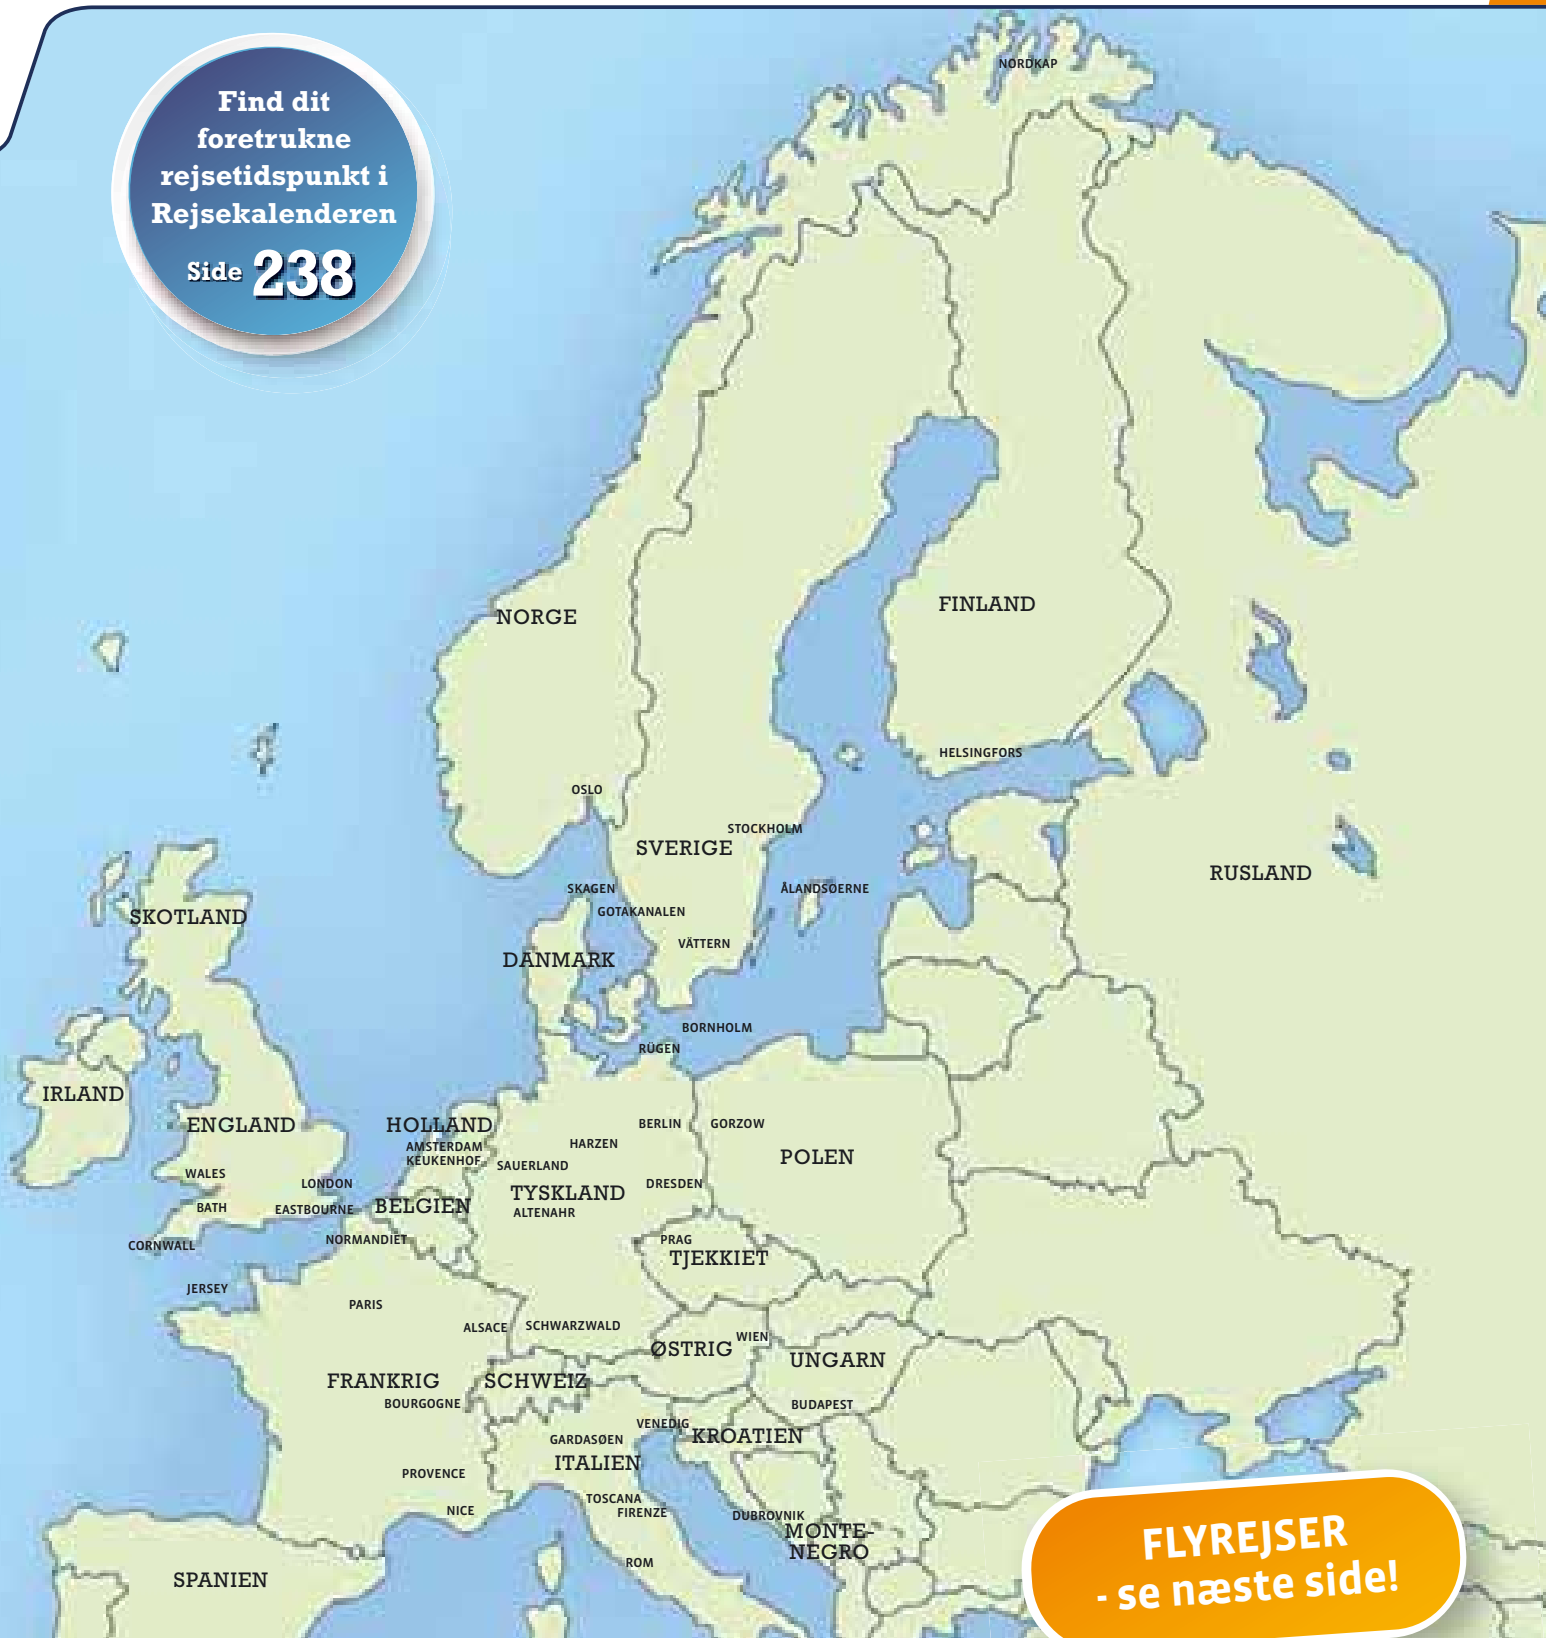 Find dit
foretrukne
rejsetidspunkt i
Rejsekalenderen
Side 238
NORDKAP
NORGE
FINLAND
HELSINGFORS
OSLO
STOCKHOLM
SVERIGE
RUSLAND
SKAGEN
ÅLANDSØERNE
GOTAKANALEN
SKOTLAND
VÄTTERN
DANMARK
BORNHOLM
RÜGEN
IRLAND
ENGLAND
HOLLAND
AMSTERDAM
KEUKENHOF
BERLIN
GORZOW
HARZEN
POLEN
SAUERLAND
WALES
LONDON
DRESDEN
TYSKLAND
ALTENAHR
BATH
EASTBOURNE
BELGIEN
CORNWALL
NORMANDIET
PRAG
TJEKKIET
JERSEY
PARIS
ALSACE
SCHWARZWALD
WIEN
ØSTRIG
UNGARN
FRANKRIG
SCHWEIZ
BOURGOGNE
BUDAPEST
VENEDIG
KROATIEN
GARDASØEN
ITALIEN
PROVENCE
TOSCANA
FIRENZE
NICE
DUBROVNIK
MONTE-
NEGRO
ROM
SPANIEN
FLYREJSER
- se næste side!